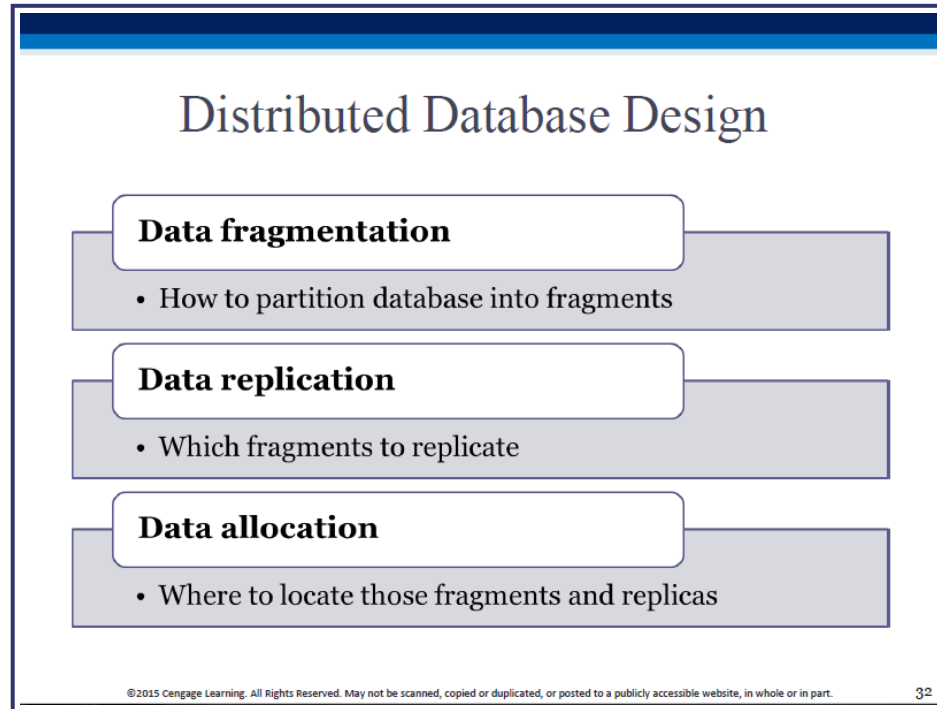 Distributed Database Design
Data fragmentation
• How to partition database into fragments
Data replication
• Which fragments to replicate
Data allocation
• Where to locate those fragments and replicas
©2015 Cengage Learning. All Rights Reserved. May not be scanned, copied or duplicated, or posted to a publicly accessible website, in whole or in part.
32